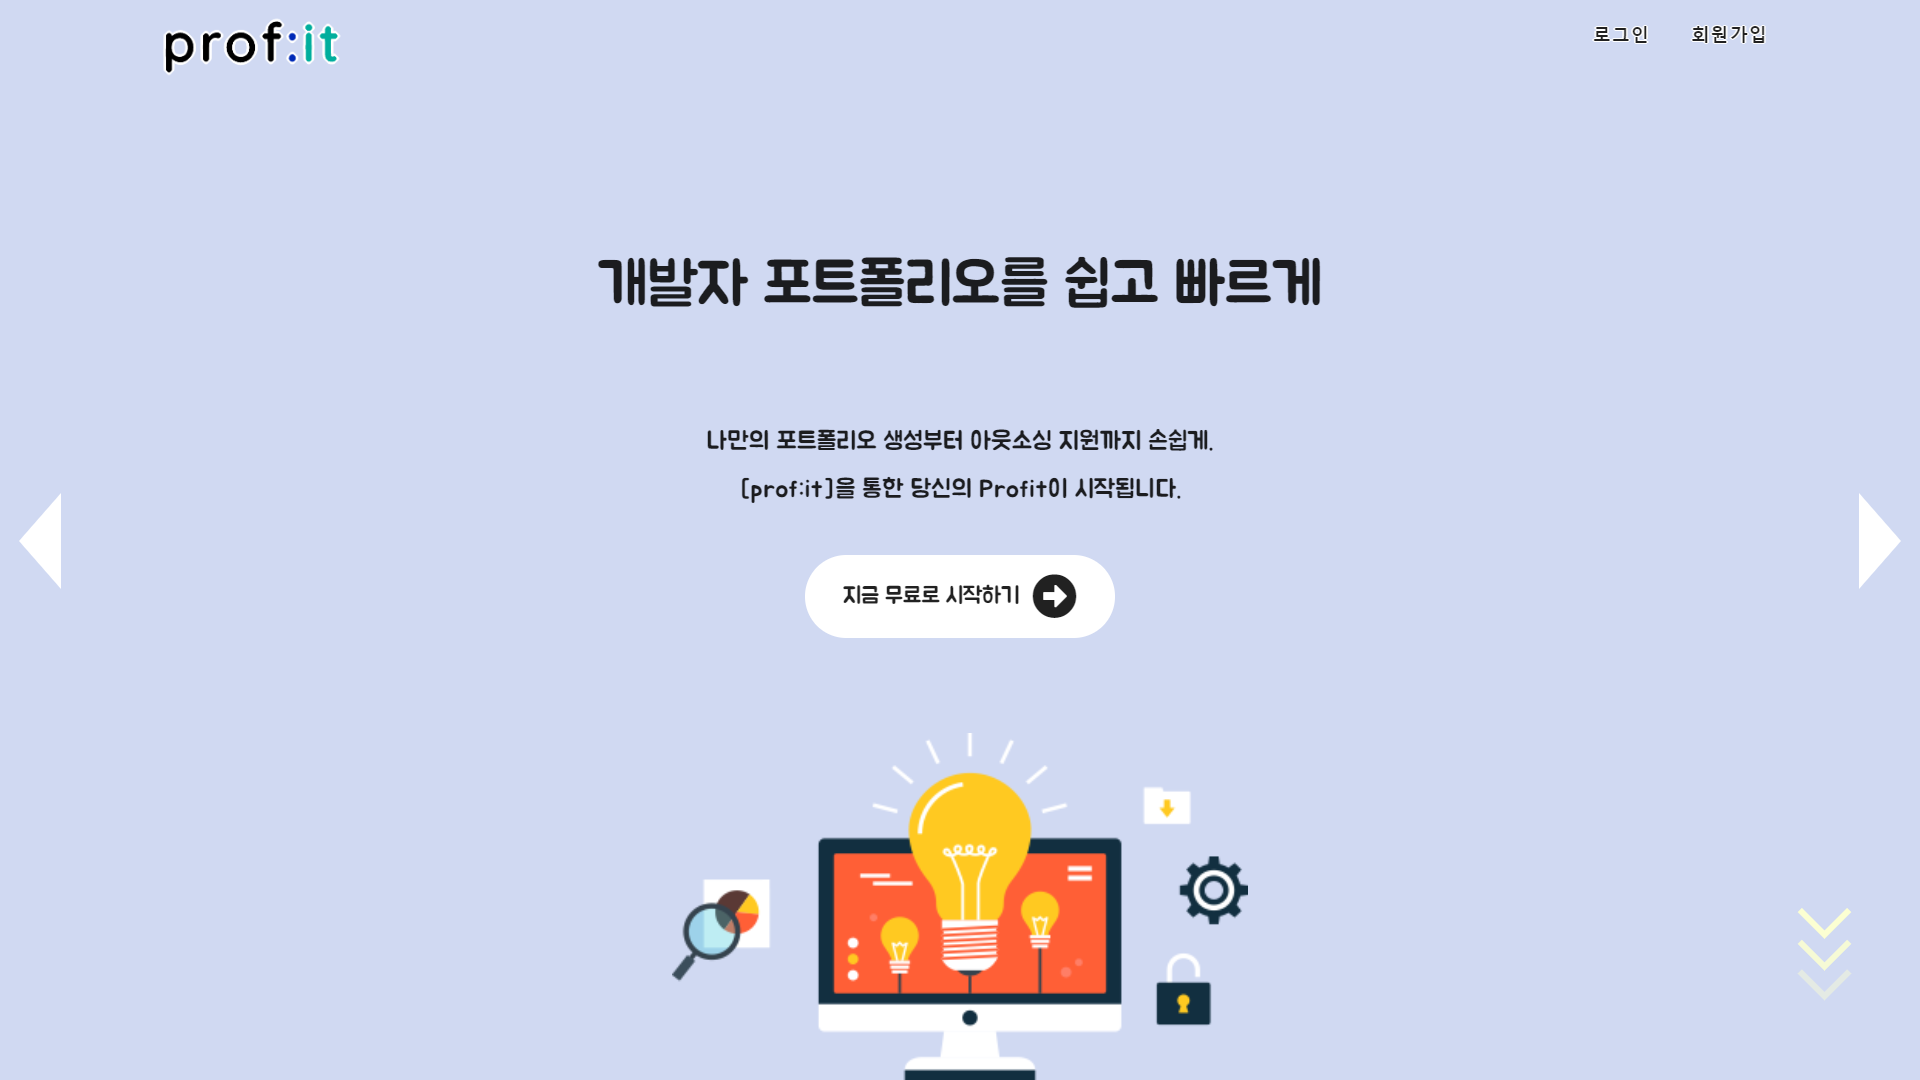 prof:it
로그인
회원가입
개발자 포트폴리오를 쉽고 빠르게
나만의 포트폴리오 생성부터 아웃소싱 지원까지 손쉽게.
[prof:it]을 통한 당신의 Profit이 시작됩니다.
지금 무료로 시작하기